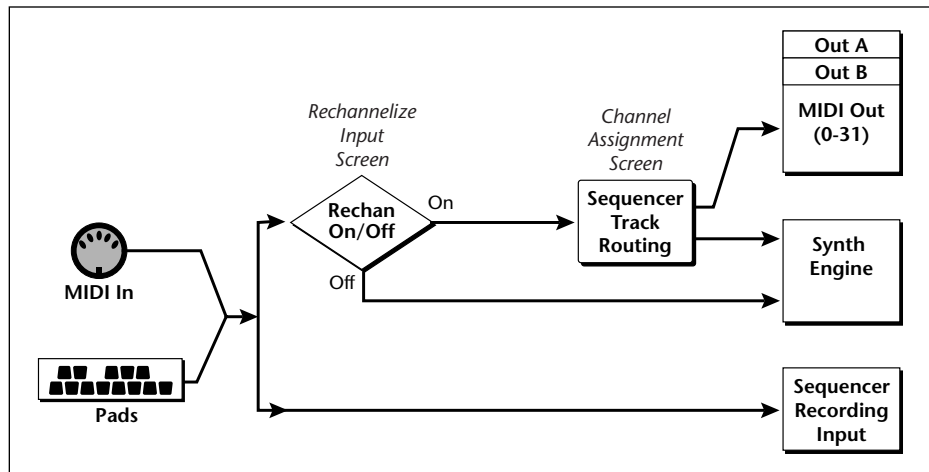 Out A
Out B
MIDI Out
(0-31)
Rechannelize
Input
Screen
Channel
Assignment
Screen
Rechan
On/Off
On
Off
Sequencer
Track
Routing
Synth
Engine
MIDI In
Pads
Sequencer
Recording
Input